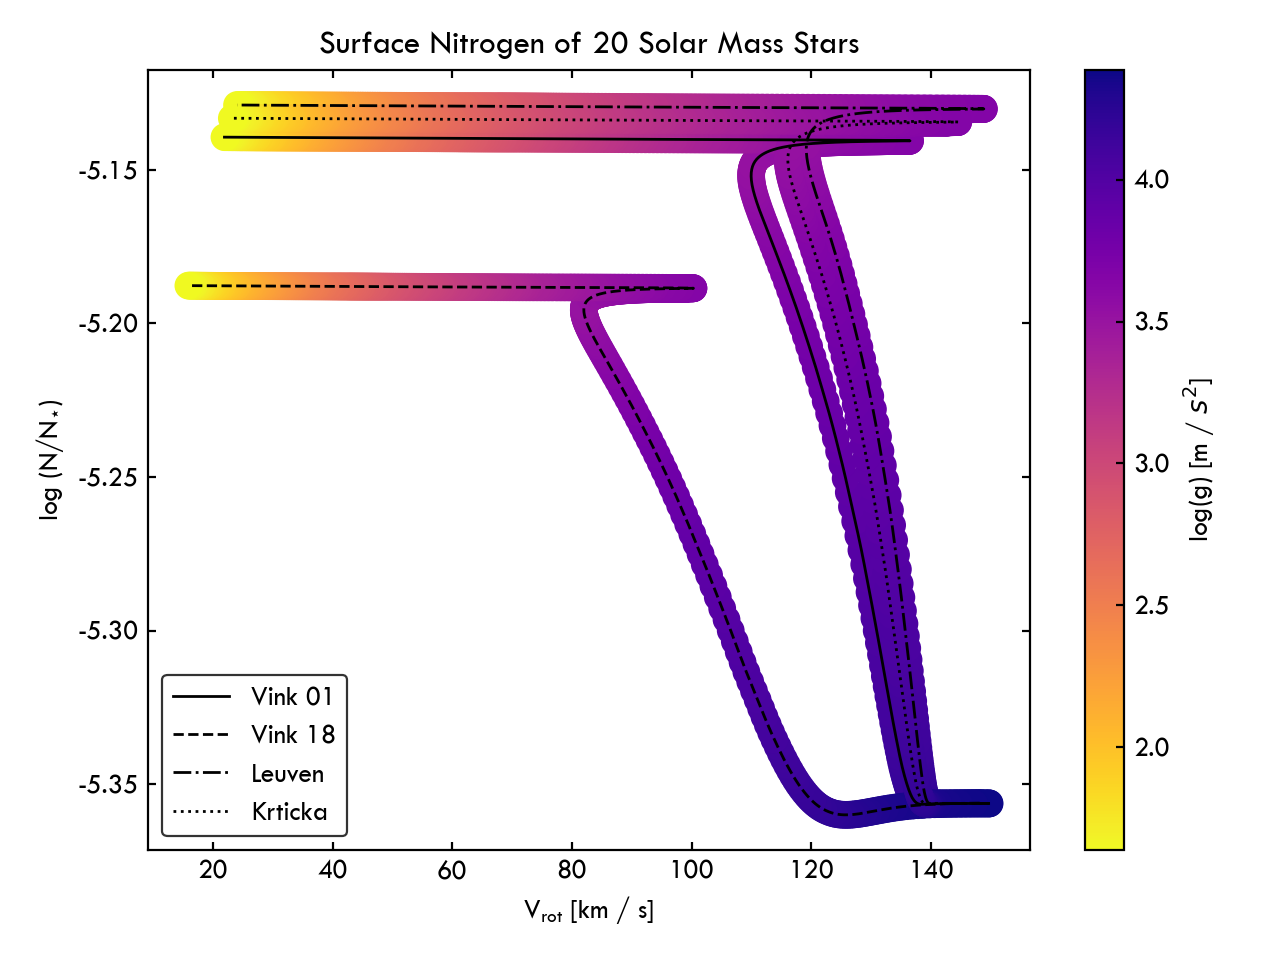 Surface Nitrogen of 20 Solar Mass Stars
-5.15
-5.20
-5.25
-5.30
-5.35
log (N/N⋆)
Vink 01
Vink 18
Leuven
Krticka
20 40 60 80 100 120 140
V_rot [km / s]
4.0
3.5
3.0
2.5
2.0
log(g) [m / s²]